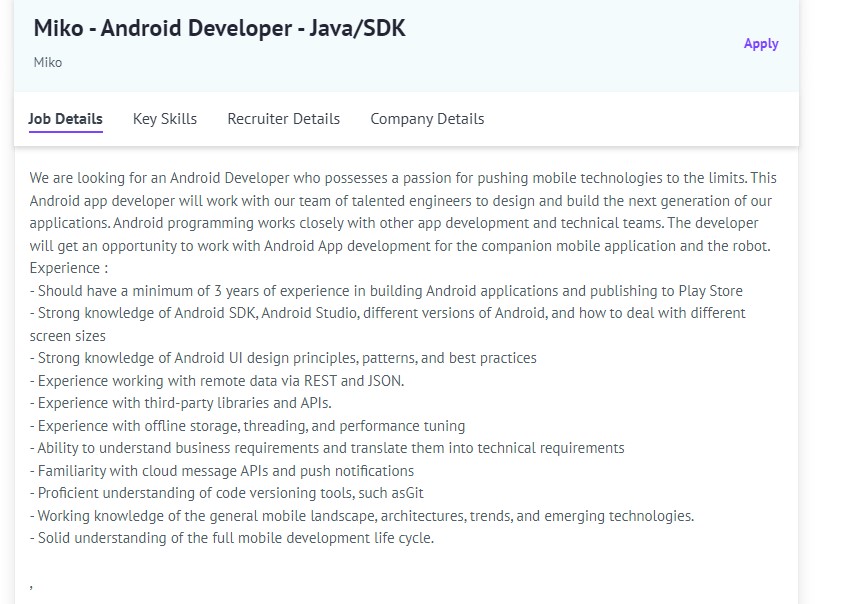 Miko - Android Developer - Java/SDK
Apply
Miko
Job Details Key Skills Recruiter Details Company Details
We are looking for an Android Developer who possesses a passion for pushing mobile technologies to the limits. This
Android app developer will work with our team of talented engineers to design and build the next generation of our
applications. Android programming works closely with other app development and technical teams. The developer
will get an opportunity to work with Android App development for the companion mobile application and the robot.
Experience :
- Should have a minimum of 3 years of experience in building Android applications and publishing to Play Store
- Strong knowledge of Android SDK, Android Studio, different versions of Android, and how to deal with different
screen sizes
- Strong knowledge of Android UI design principles, patterns, and best practices
- Experience working with remote data via REST and JSON.
- Experience with third-party libraries and APIs.
- Experience with offline storage, threading, and performance tuning
- Ability to understand business requirements and translate them into technical requirements
- Familiarity with cloud message APIs and push notifications
- Proficient understanding of code versioning tools, such asGit
- Working knowledge of the general mobile landscape, architectures, trends, and emerging technologies.
- Solid understanding of the full mobile development life cycle.
,